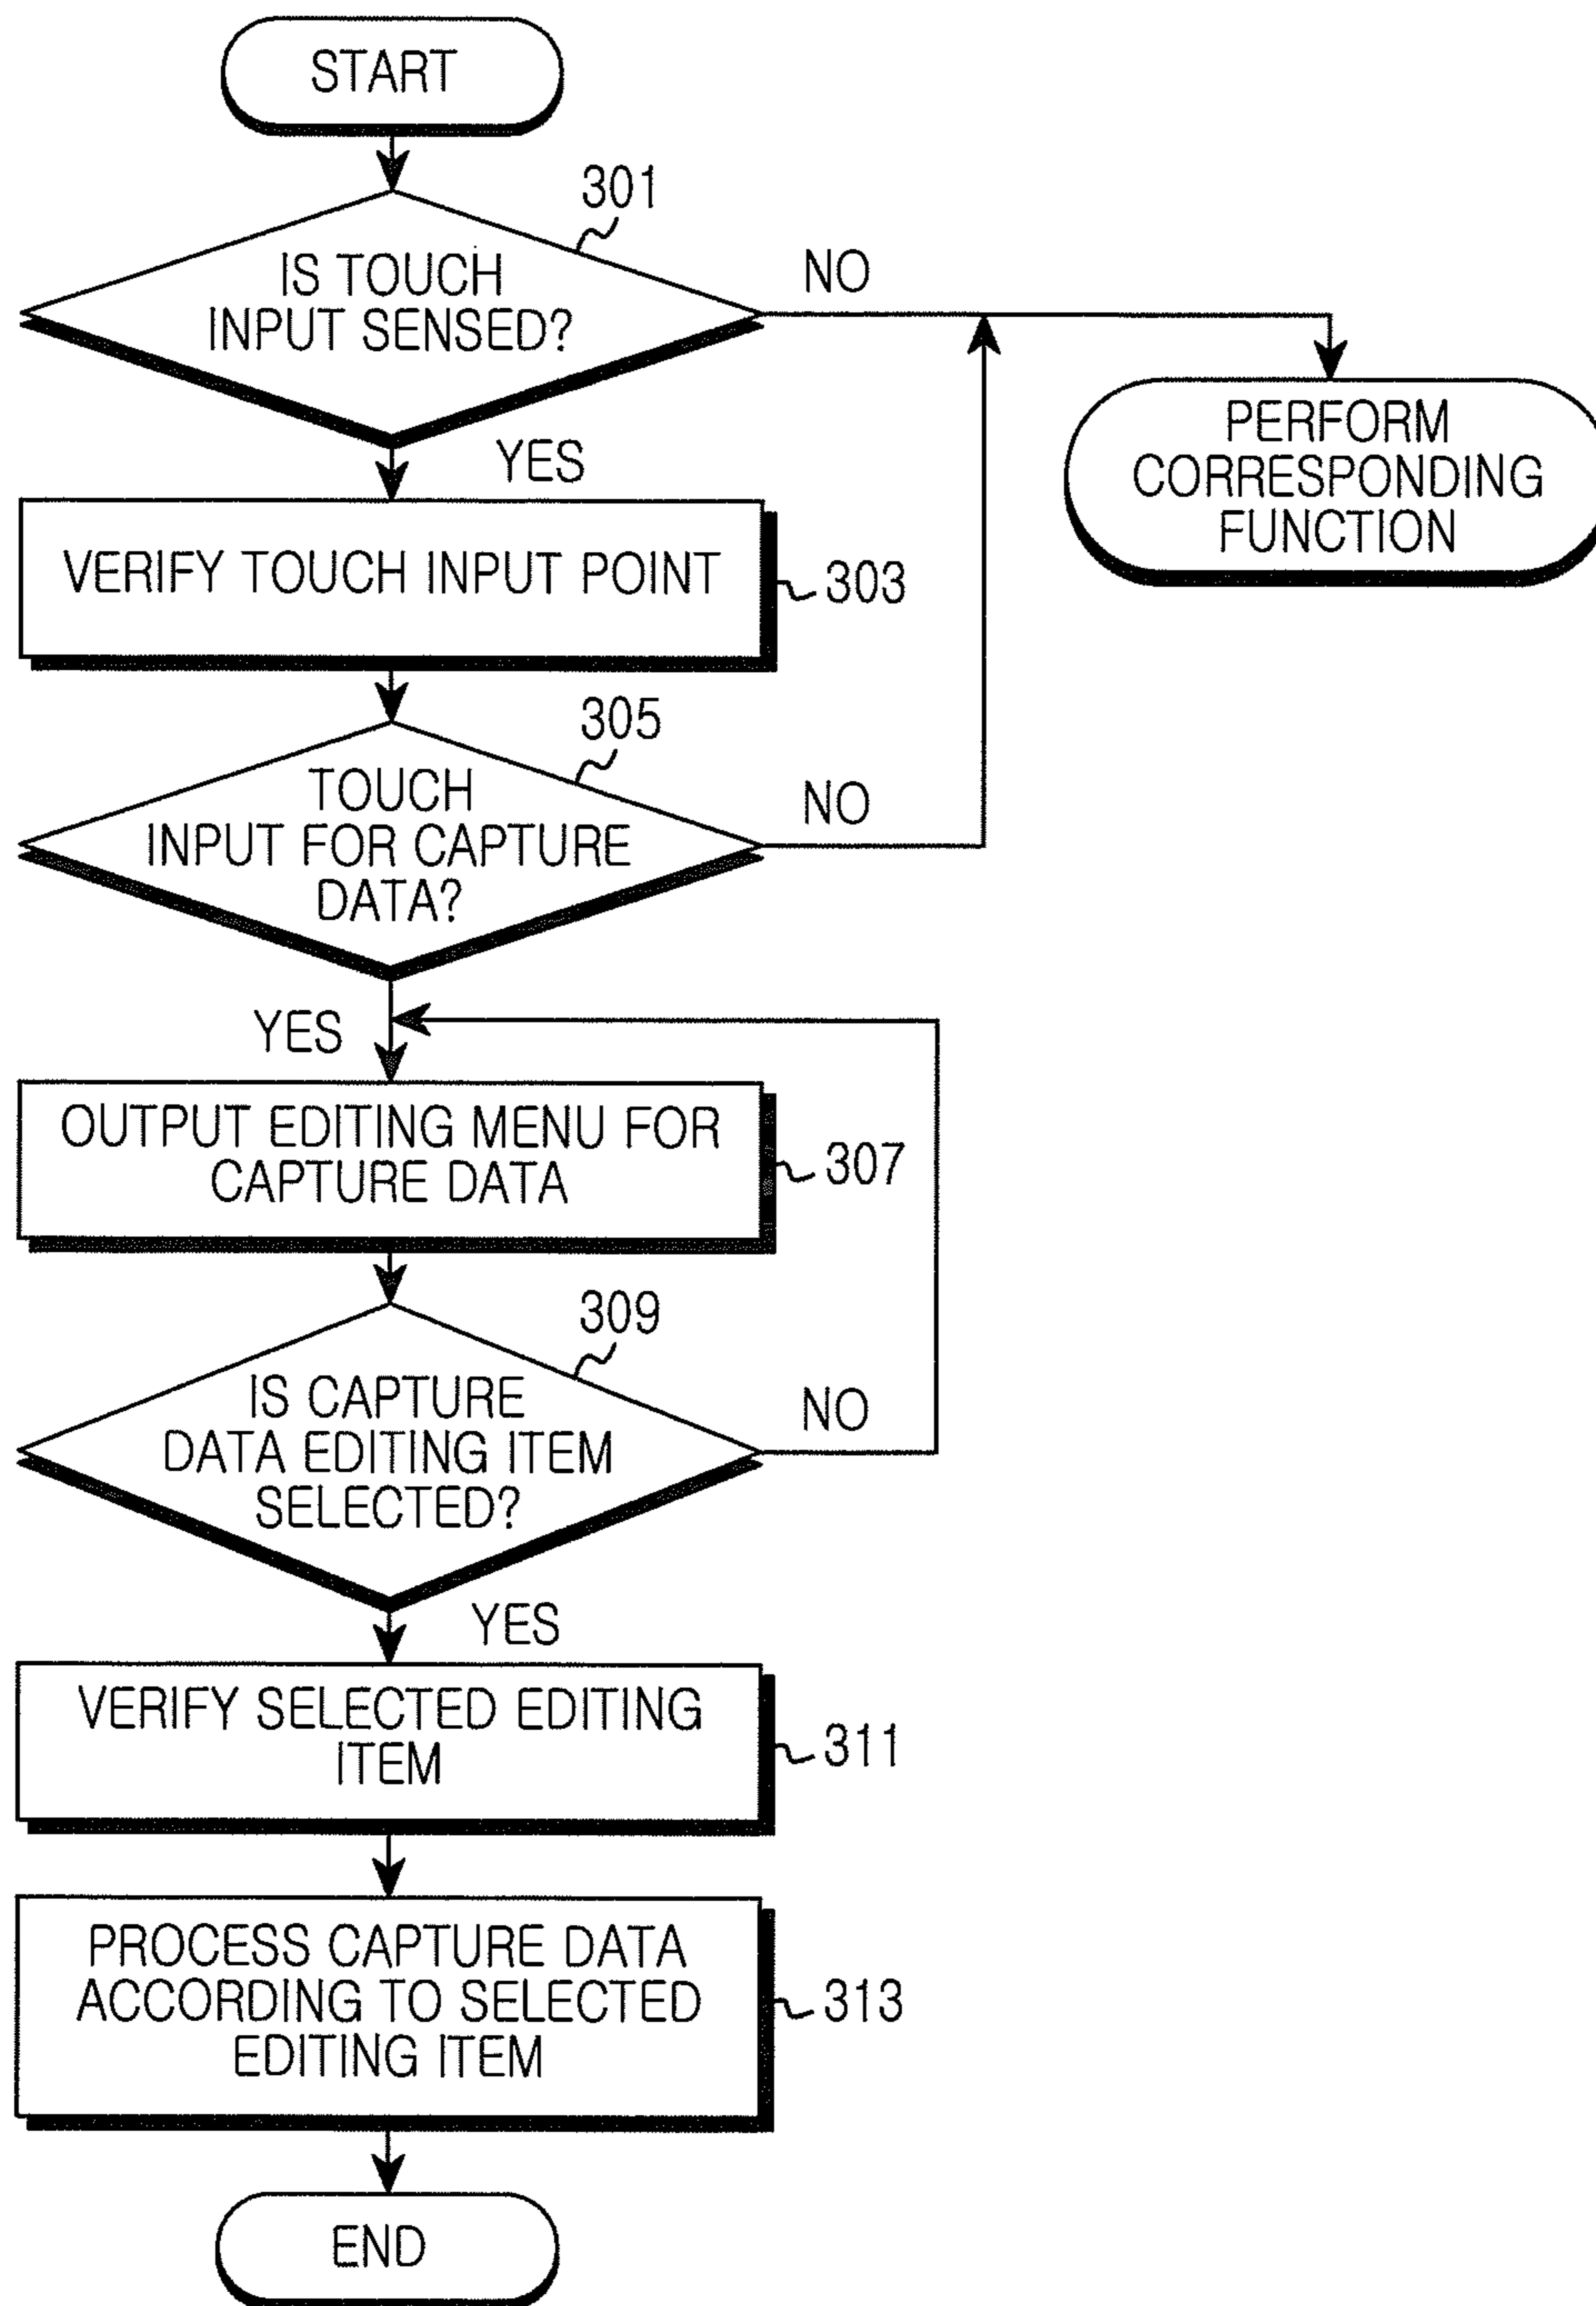 START
301
IS TOUCH
INPUT SENSED?
NO
YES
PERFORM
CORRESPONDING
FUNCTION
VERIFY TOUCH INPUT POINT
303
305
TOUCH
INPUT FOR CAPTURE
DATA?
NO
YES
OUTPUT EDITING MENU FOR
CAPTURE DATA
307
309
IS CAPTURE
DATA EDITING ITEM
SELECTED?
NO
YES
VERIFY SELECTED EDITING
ITEM
311
PROCESS CAPTURE DATA
ACCORDING TO SELECTED
EDITING ITEM
313
END